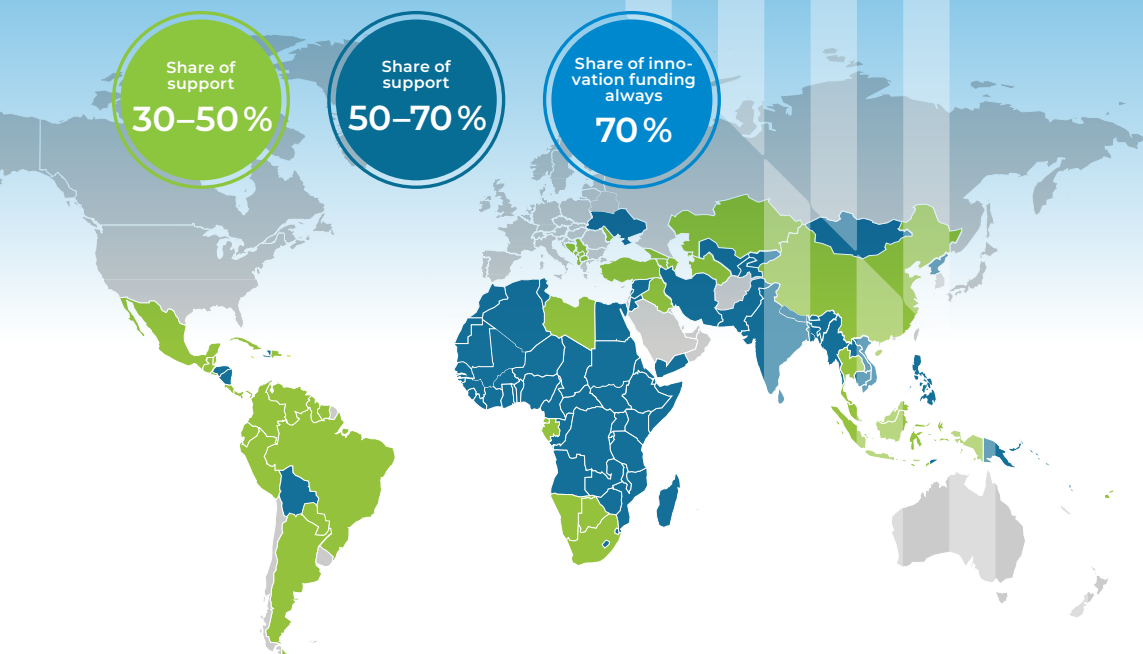 Share of
support
30–50 %
Share of
support
50–70 %
Share of inno-
vation funding
always
70 %